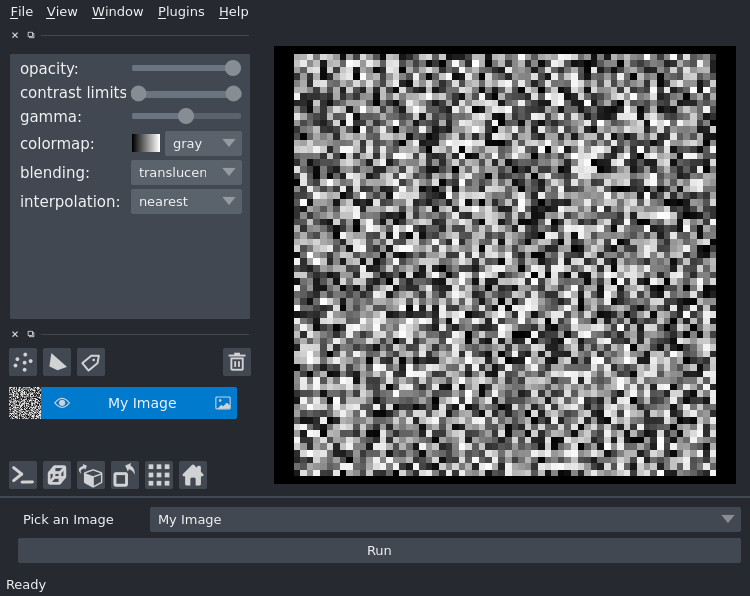 File View Window Plugins Help
opacity:
contrast limits
gamma:
colormap: gray
blending: translucen
interpolation: nearest
My Image
Pick an Image My Image
Run
Ready